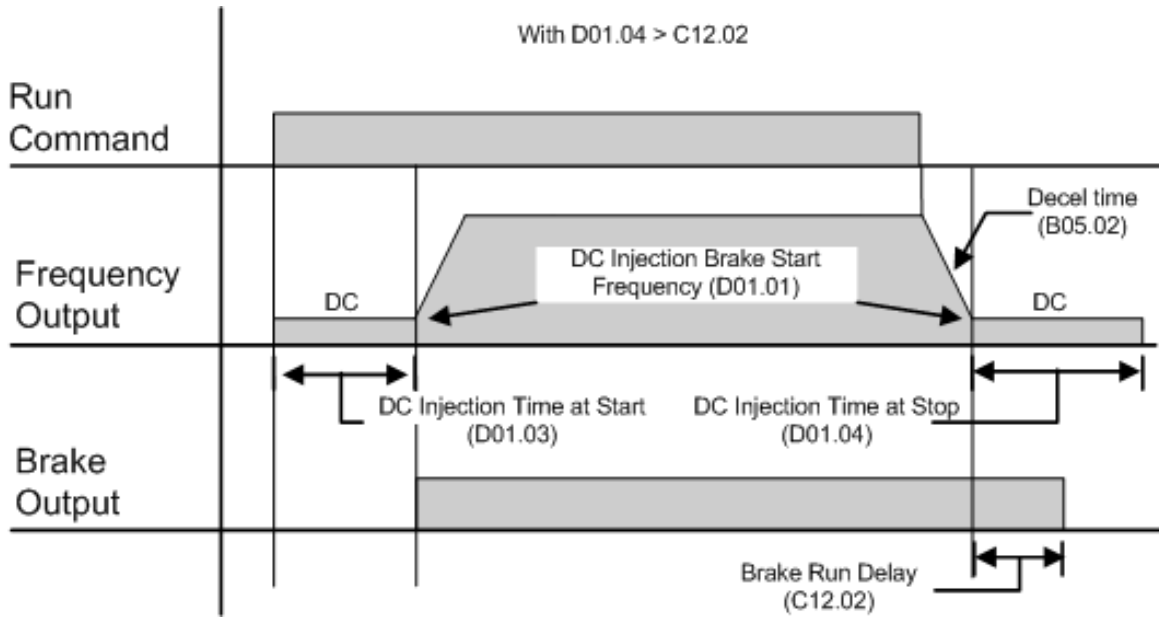 With D01.04 > C12.02
Run
Command
Decel time
(B05.02)
DC Injection Brake Start
Frequency (D01.01)
Frequency
Output
DC
DC
DC Injection Time at Start
(D01.03)
DC Injection Time at Stop
(D01.04)
Brake
Output
Brake Run Delay
(C12.02)